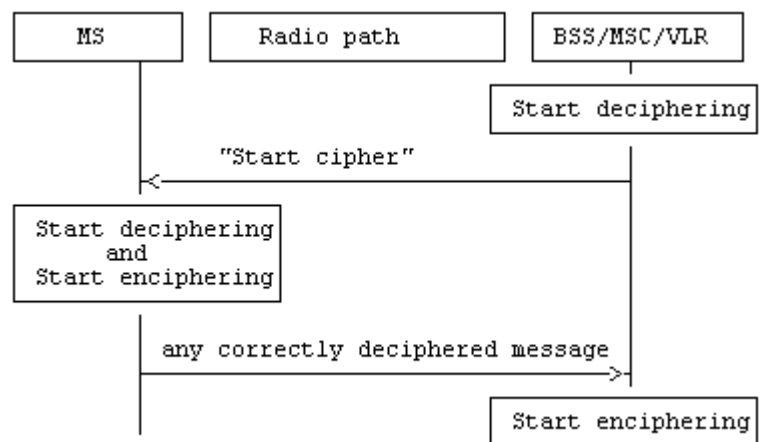 MS
Radio path
BSS/MSC/VLR
Start deciphering
"Start cipher"
Start deciphering
and
Start enciphering
any correctly deciphered message
Start enciphering